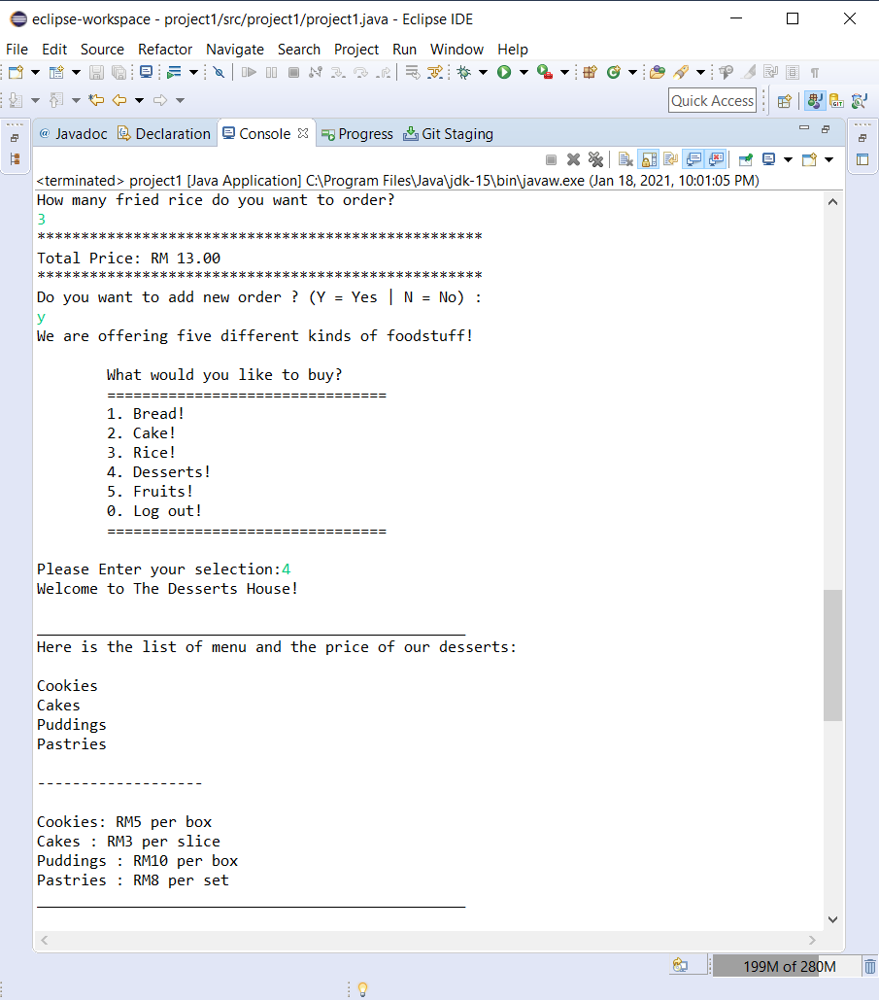 eclipse-workspace - project1/src/project1/project1.java - Eclipse IDE
File Edit Source Refactor Navigate Search Project Run Window Help
Quick Access
@ Javadoc Declaration Console Progress Git Staging
<terminated> project1 [Java Application] C:\Program Files\Java\jdk-15\bin\javaw.exe (Jan 18, 2021, 10:01:05 PM)
How many fried rice do you want to order?
3
***************************************************
Total Price: RM 13.00
***************************************************
Do you want to add new order ? (Y = Yes | N = No) :
y
We are offering five different kinds of foodstuff!
What would you like to buy?
================================
1. Bread!
2. Cake!
3. Rice!
4. Desserts!
5. Fruits!
0. Log out!
================================
Please Enter your selection:4
Welcome to The Desserts House!
_________________________________________________
Here is the list of menu and the price of our desserts:
Cookies
Cakes
Puddings
Pastries
-------------------
Cookies: RM5 per box
Cakes : RM3 per slice
Puddings : RM10 per box
Pastries : RM8 per set
_________________________________________________
199M of 280M